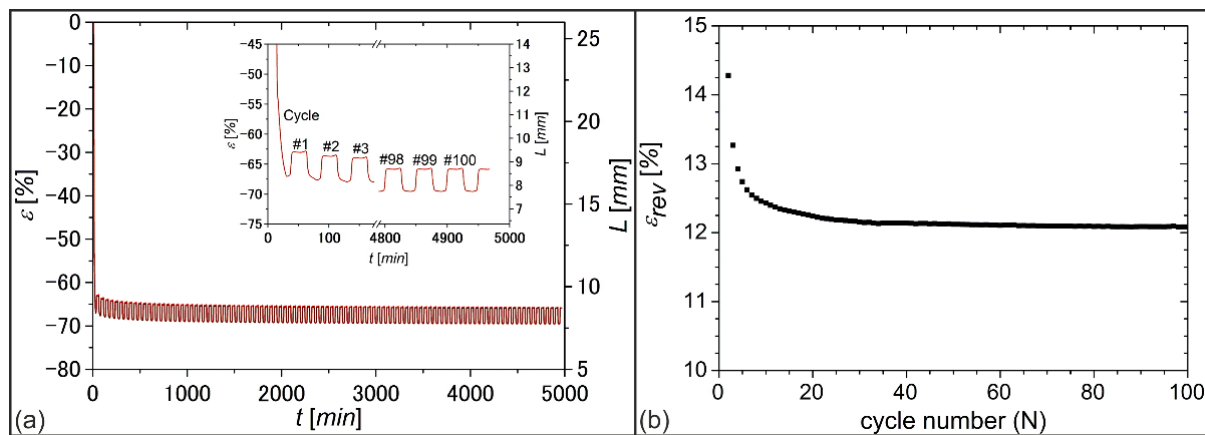 0
-10
-20
-30
-40
-50
-60
-70
-80
ε [%]
0 1000 2000 3000 4000 5000
t [min]
25
20
15
10
5
L [mm]
-45
-50
-55
-60
-65
-70
-75
ε [%]
Cycle
#1 #2 #3
#98 #99 #100
14
13
12
11
10
9
8
7
6
L [mm]
0 100 4800 4900 5000
t [min]
(a)
15
14
13
12
11
10
εrev [%]
0 20 40 60 80 100
cycle number (N)
(b)